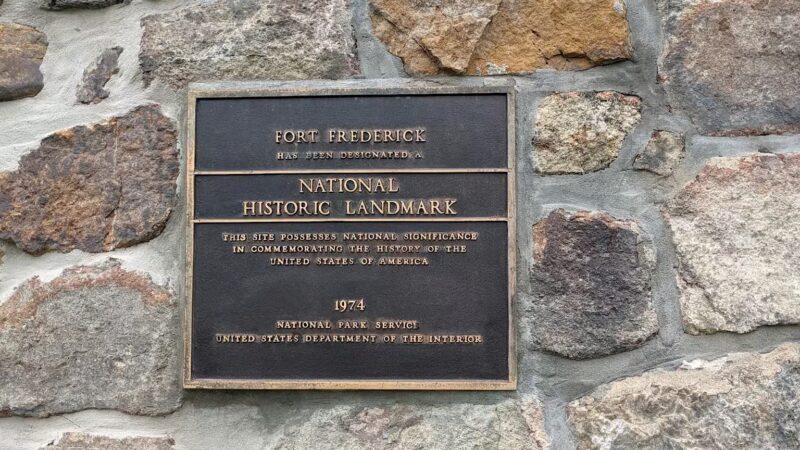 FORT FREDERICK
HAS BEEN DESIGNATED A
NATIONAL
HISTORIC LANDMARK
THIS SITE POSSESSES NATIONAL SIGNIFICANCE
IN COMMEMORATING THE HISTORY OF THE
UNITED STATES OF AMERICA
1974
NATIONAL PARK SERVICE
UNITED STATES DEPARTMENT OF THE INTERIOR